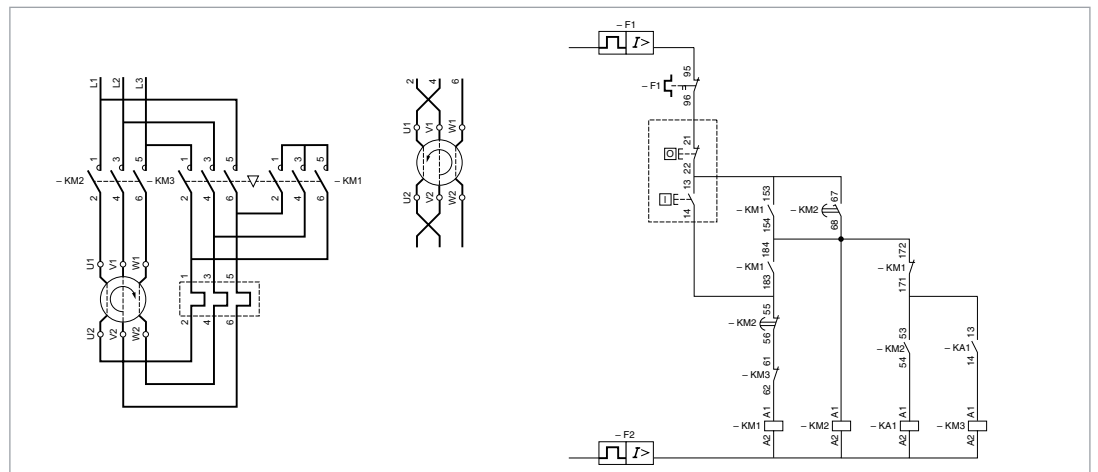 L1 L2 L3
1 3 5 1 3 5 1 3 5
– KM2 – KM3 – KM1
2 4 6 2 4 6 2 4 6
U1 V1 W1 1 3 5
U2 V2 W2 2 4 6
2 4 6
U1 V1 W1
U2 V2 W2
– F1
I>
– F1 95
96
21
O
22
13
I
14
– KM1 153
154
– KM2 67
68
– KM1 184
183
– KM1 172
171
– KM2 55
56
– KM3 61
62
– KM2 53
54
– KA1 13
14
– KM1 A1 – KM2 A1 – KA1 A1 – KM3 A1
A2 A2 A2 A2
– F2
I>